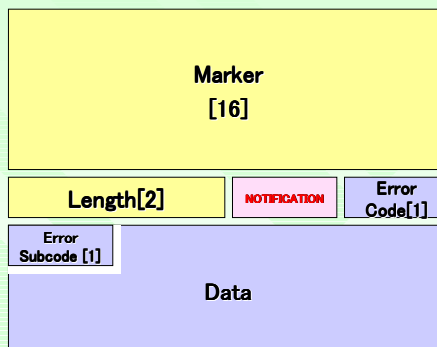 Marker
[16]
Length[2]
NOTIFICATION
Error
Code[1]
Error
Subcode [1]
Data